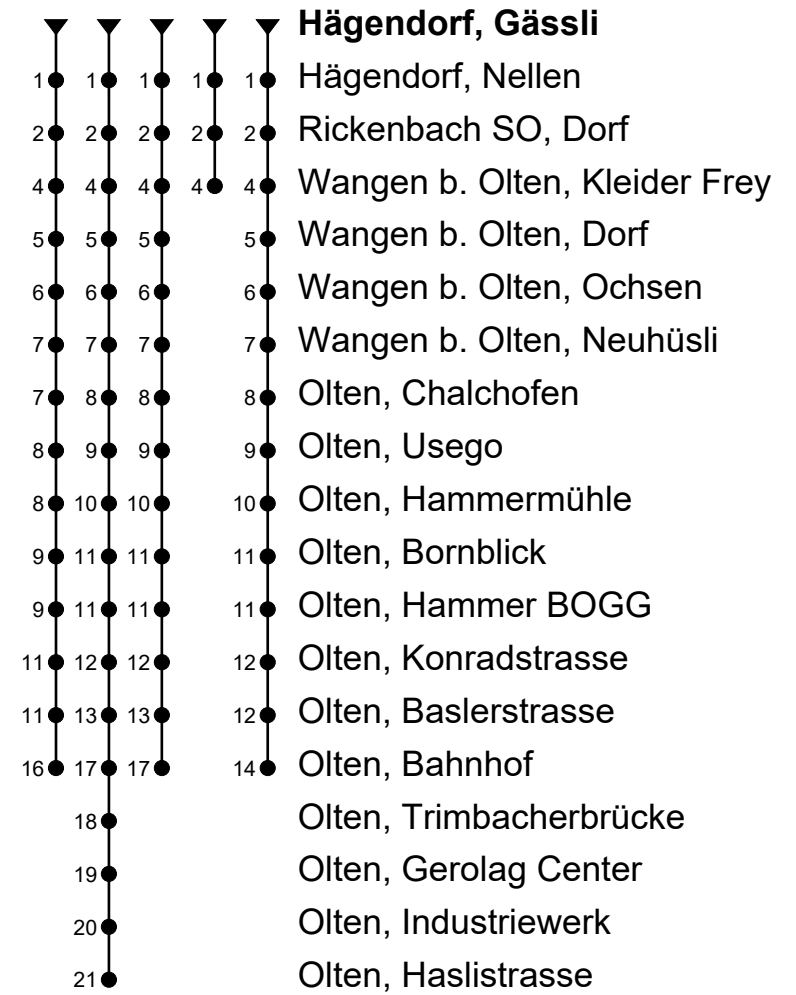 Hägendorf, Gässli
1 1 1 1 1 Hägendorf, Nellen
2 2 2 2 2 Rickenbach SO, Dorf
4 4 4 4 4 Wangen b. Olten, Kleider Frey
5 5 5 5 Wangen b. Olten, Dorf
6 6 6 6 Wangen b. Olten, Ochsen
7 7 7 7 Wangen b. Olten, Neuhüsli
7 8 8 8 Olten, Chalchofen
8 9 9 9 Olten, Usego
8 10 10 10 Olten, Hammermühle
9 11 11 11 Olten, Bornblick
9 11 11 11 Olten, Hammer BOGG
11 12 12 12 Olten, Konradstrasse
11 13 13 12 Olten, Baslerstrasse
16 17 17 14 Olten, Bahnhof
18 Olten, Trimbacherbrücke
19 Olten, Gerolag Center
20 Olten, Industriewerk
21 Olten, Haslistrasse